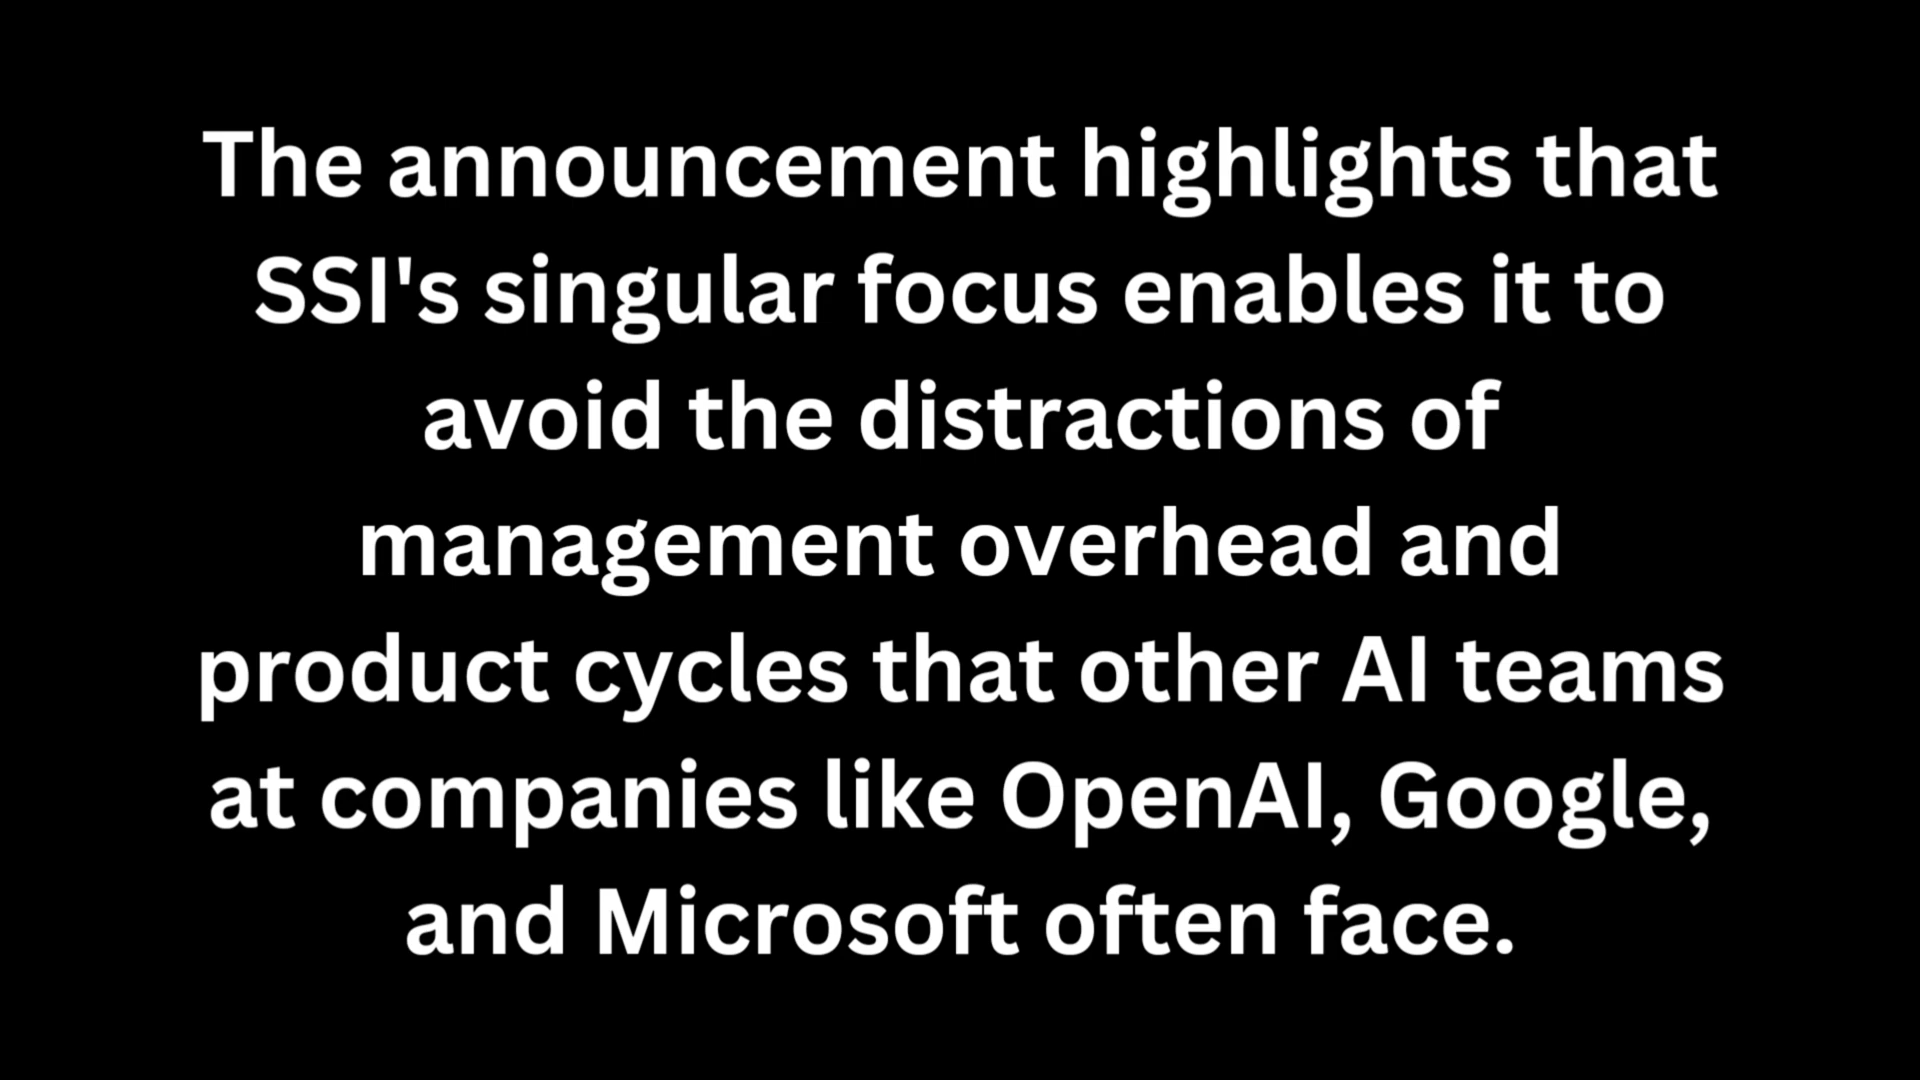 The announcement highlights that
SSI's singular focus enables it to
avoid the distractions of
management overhead and
product cycles that other AI teams
at companies like OpenAI, Google,
and Microsoft often face.